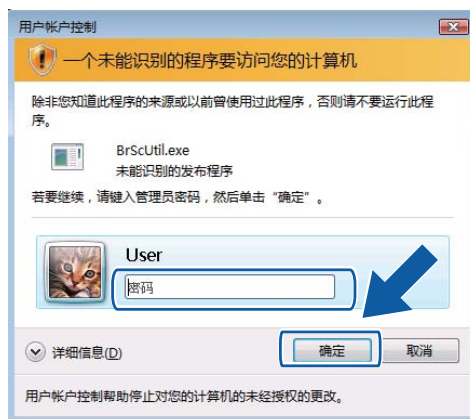 用户帐户控制
一个未能识别的程序要访问您的计算机
除非您知道此程序的来源或以前曾使用过此程序，否则请不要运行此程
序。
BrScUtil.exe
未能识别的发布程序
若要继续，请键入管理员密码，然后单击“确定”。
User
密码
详细信息(D)
确定
取消
用户帐户控制帮助停止对您的计算机的未经授权的更改。